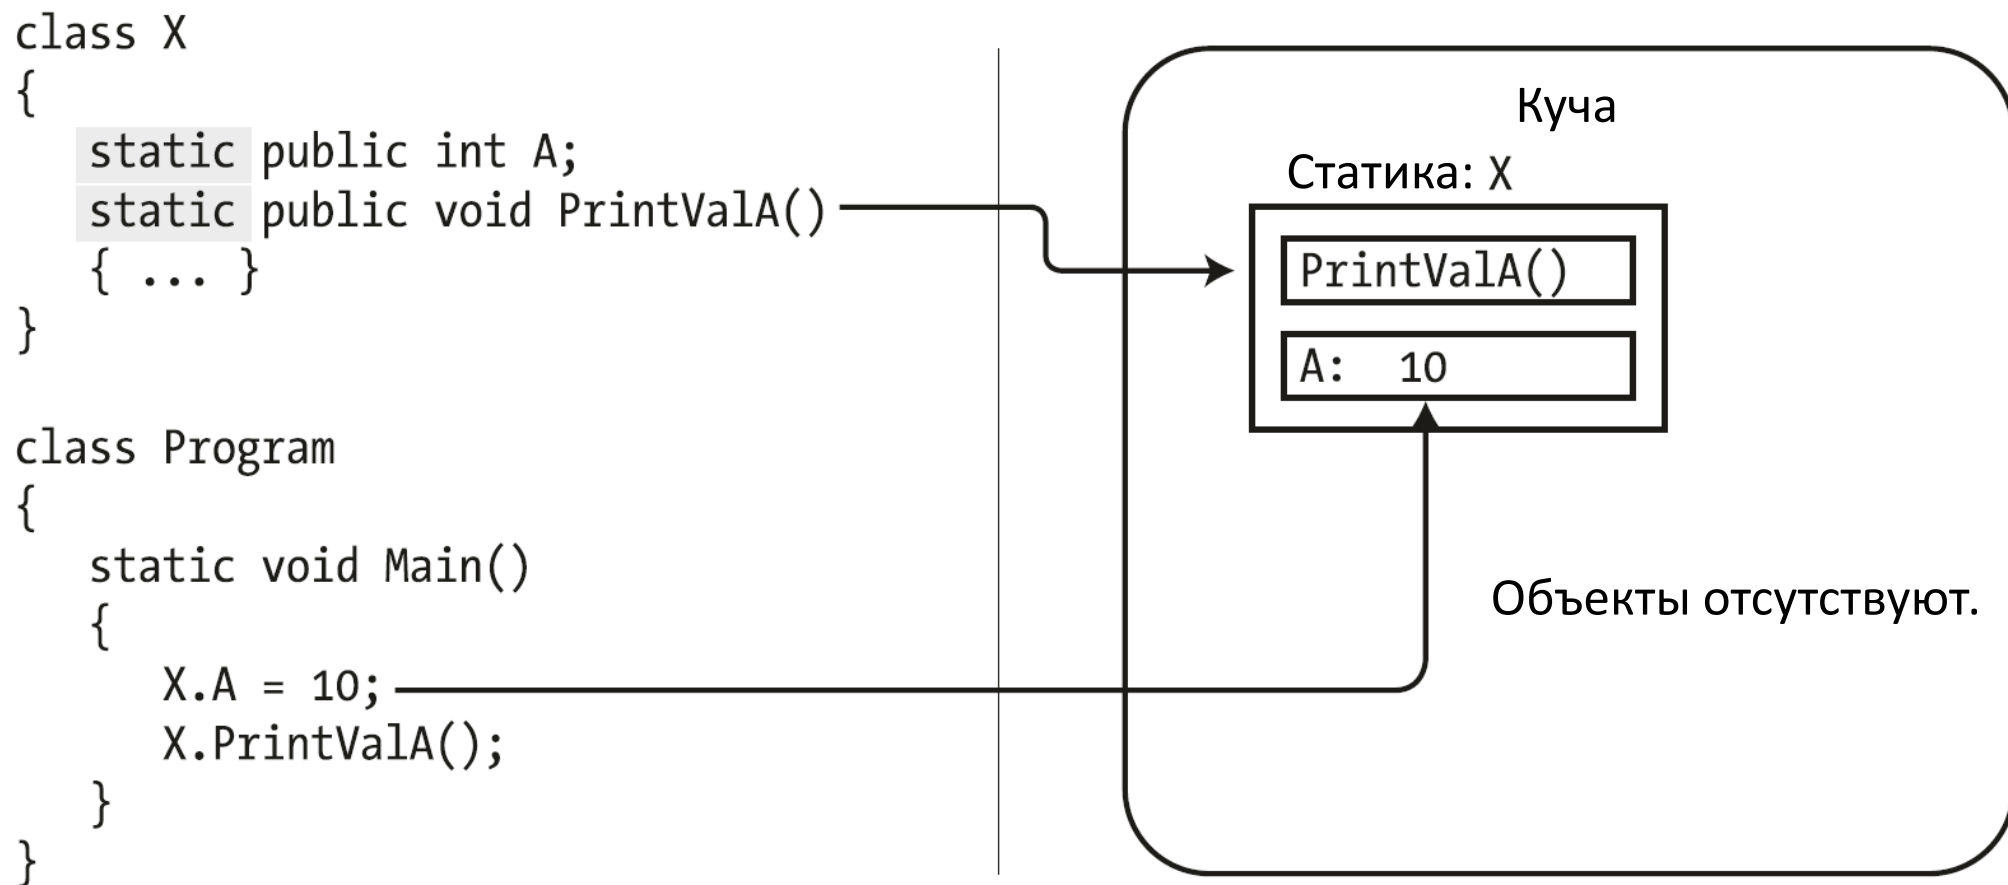 class X
{
static public int A;
static public void PrintValA()
{ ... }
}
class Program
{
static void Main()
{
X.A = 10;
X.PrintValA();
}
}
Куча
Статика: X
PrintValA()
A: 10
Объекты отсутствуют.